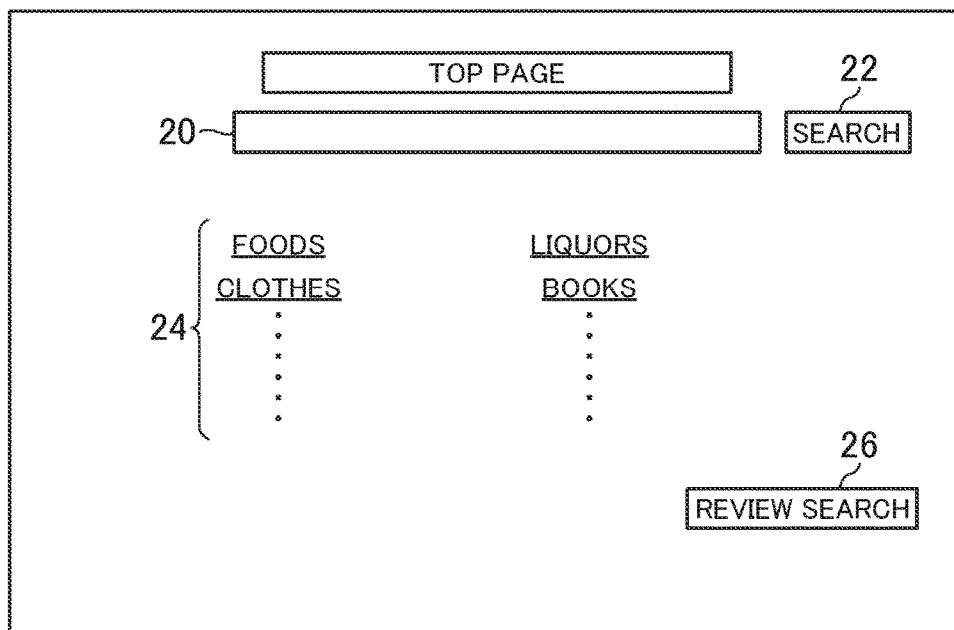 TOP PAGE
22
20
SEARCH
FOODS LIQUORS
CLOTHES BOOKS
24
26
REVIEW SEARCH